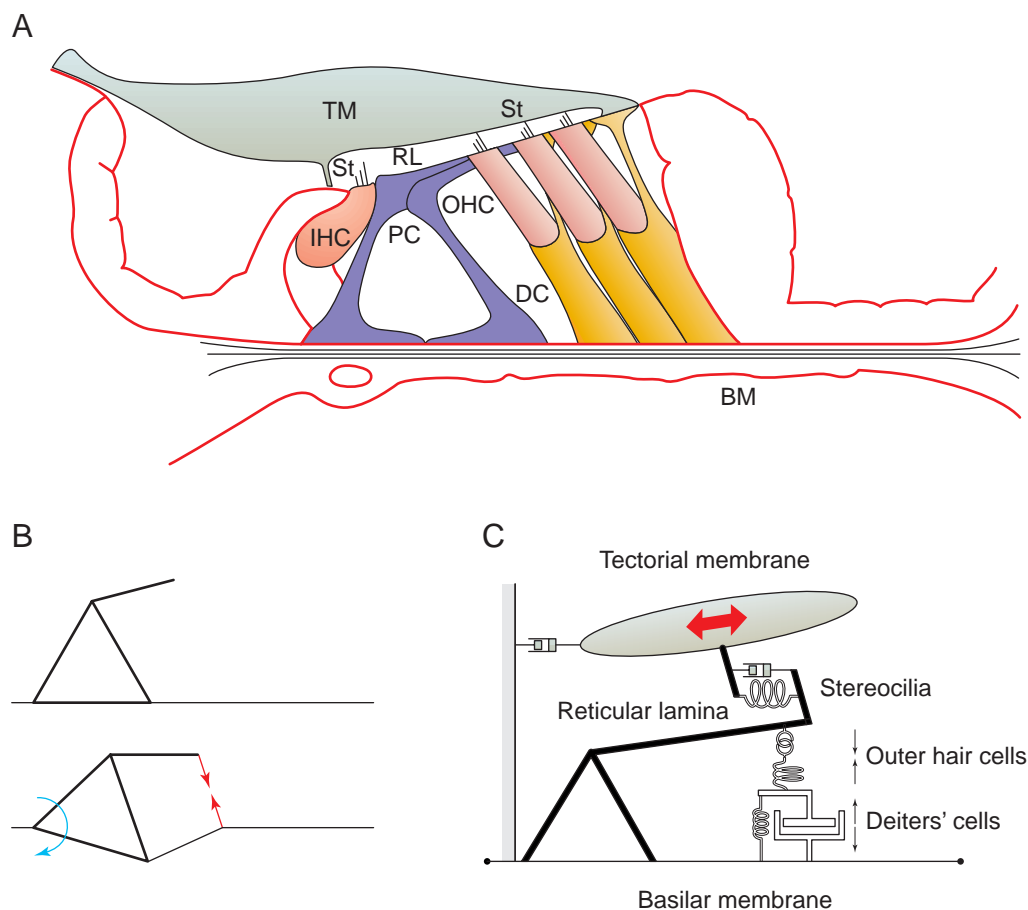 A
TM
St
St
RL
OHC
IHC
PC
DC
BM
B
C
Tectorial membrane
Stereocilia
Reticular lamina
Outer hair cells
Deiters’ cells
Basilar membrane